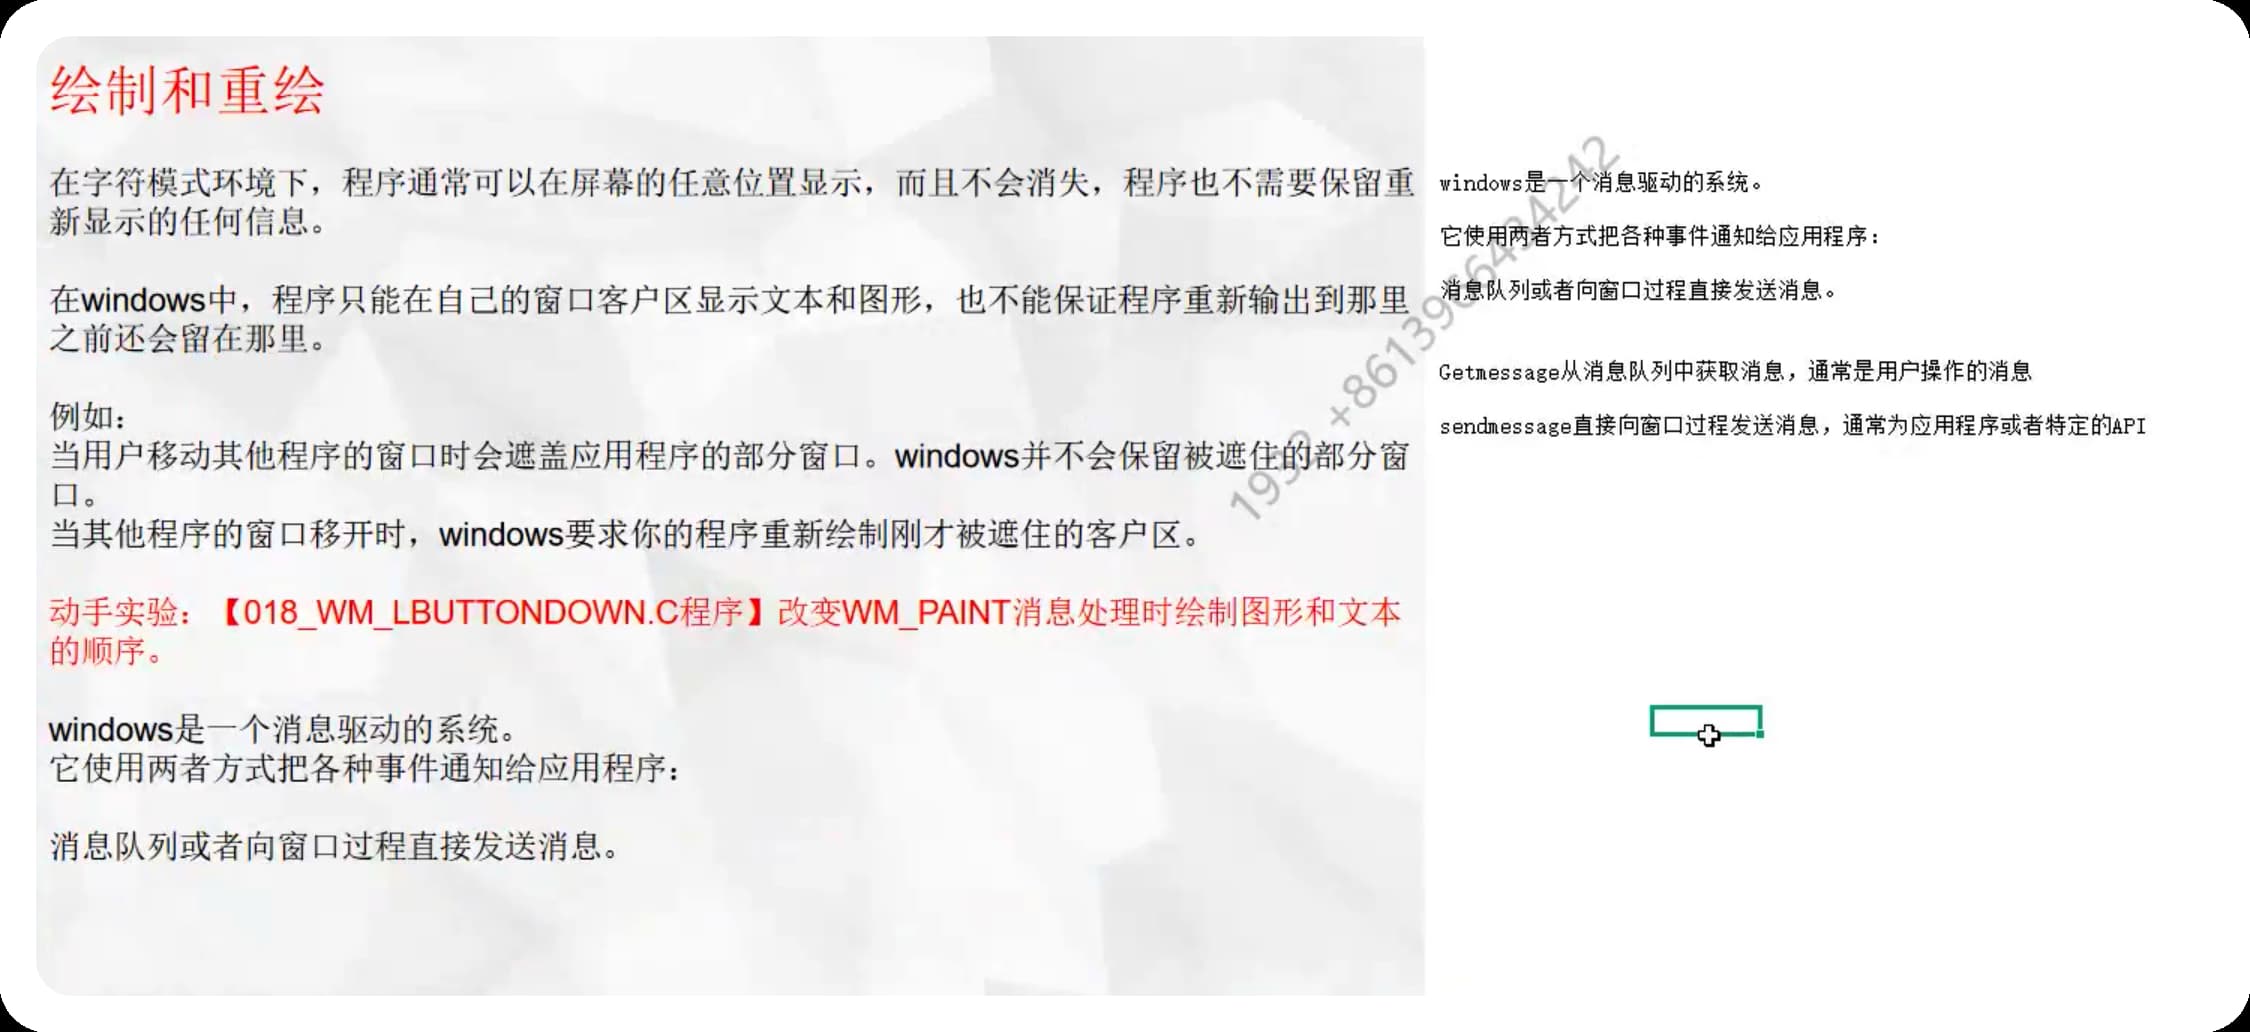 绘制和重绘
在字符模式环境下，程序通常可以在屏幕的任意位置显示，而且不会消失，程序也不需要保留重
新显示的任何信息。
在windows中，程序只能在自己的窗口客户区显示文本和图形，也不能保证程序重新输出到那里
之前还会留在那里。
例如：
当用户移动其他程序的窗口时会遮盖应用程序的部分窗口。windows并不会保留被遮住的部分窗
口。
当其他程序的窗口移开时，windows要求你的程序重新绘制刚才被遮住的客户区。
动手实验：【018_WM_LBUTTONDOWN.C程序】改变WM_PAINT消息处理时绘制图形和文本
的顺序。
windows是一个消息驱动的系统。
它使用两者方式把各种事件通知给应用程序：
消息队列或者向窗口过程直接发送消息。
windows是一个消息驱动的系统。
它使用两者方式把各种事件通知给应用程序：
消息队列或者向窗口过程直接发送消息。
Getmessage从消息队列中获取消息，通常是用户操作的消息
sendmessage直接向窗口过程发送消息，通常为应用程序或者特定的API